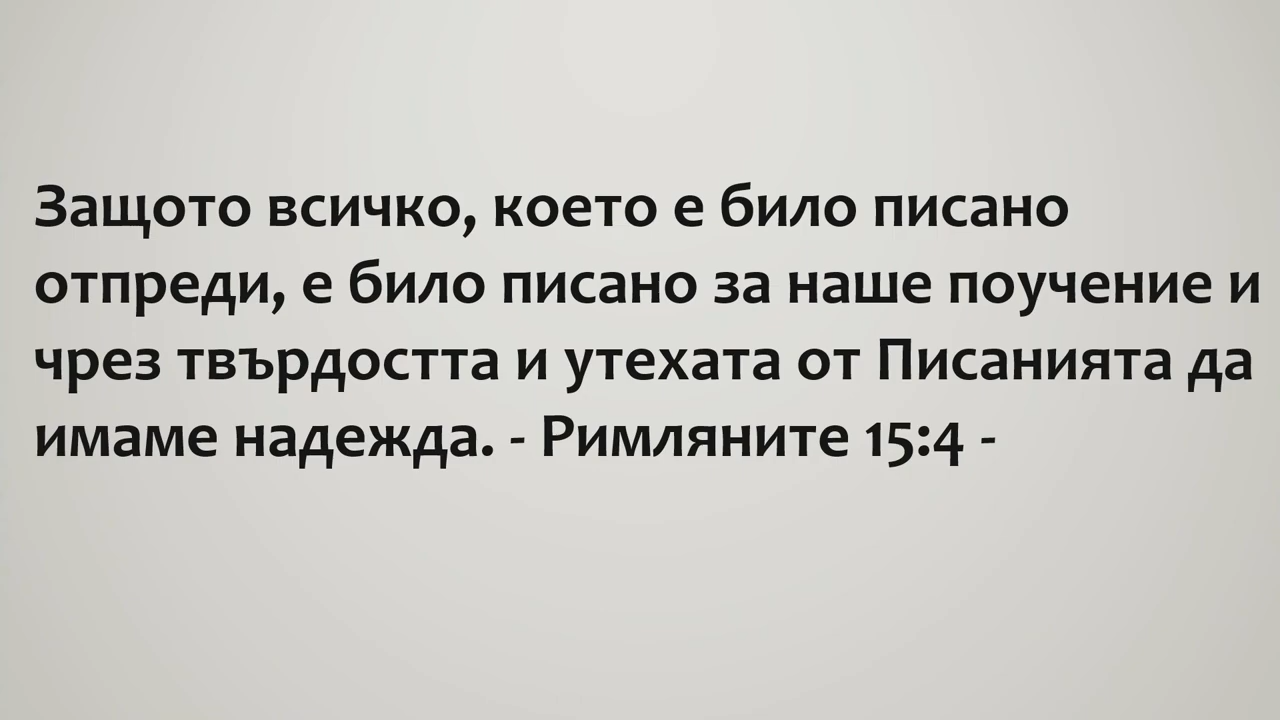 Защото всичко, което е било писано
отпреди, е било писано за наше поучение и
чрез твърдостта и утехата от Писанията да
имаме надежда. - Римляните 15:4 -